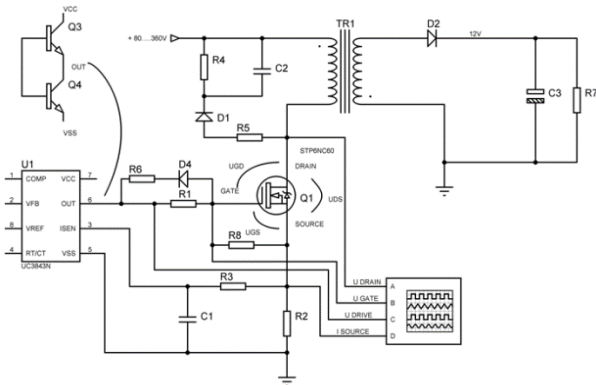 VCC
Q3
OUT
Q4
VSS
+ 80.....360V
R4
C2
D1
R5
TR1
D2
12V
C3
R7
STP6NC60
U1
1 COMP VCC 7
2 VFB OUT 6
8 VREF ISEN 3
4 RT/CT VSS 5
UC3843N
R6
D4
R1
UGD
DRAIN
GATE
Q1
UDS
SOURCE
UGS
R8
R3
C1
R2
U DRAIN A
U GATE B
U DRIVE C
I SOURCE D